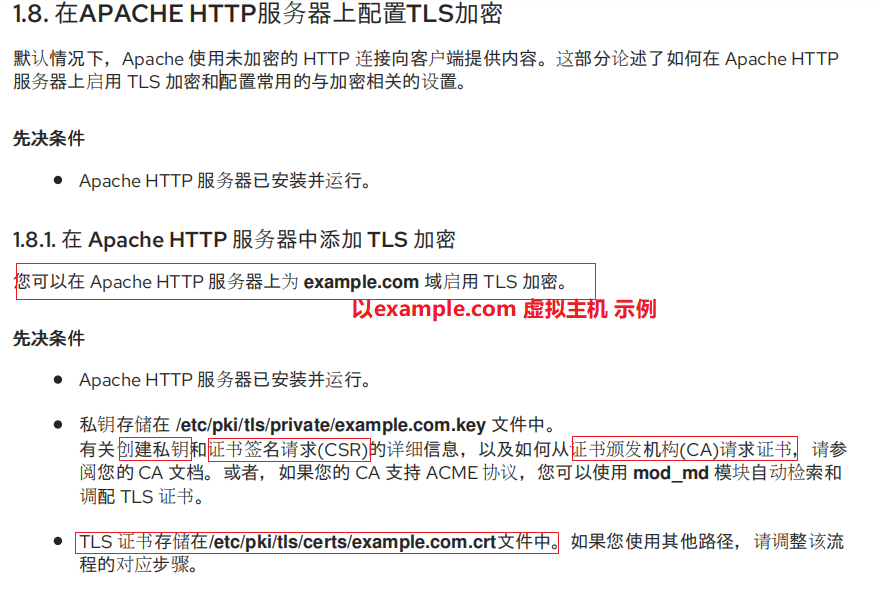 1.8. 在APACHE HTTP服务器上配置TLS加密
默认情况下，Apache 使用未加密的 HTTP 连接向客户端提供内容。这部分论述了如何在 Apache HTTP
服务器上启用 TLS 加密和配置常用的与加密相关的设置。
先决条件
● Apache HTTP 服务器已安装并运行。
1.8.1. 在 Apache HTTP 服务器中添加 TLS 加密
您可以在 Apache HTTP 服务器上为 example.com 域启用 TLS 加密。
以example.com 虚拟主机 示例
先决条件
● Apache HTTP 服务器已安装并运行。
● 私钥存储在 /etc/pki/tls/private/example.com.key 文件中。
有关创建私钥和证书签名请求(CSR)的详细信息，以及如何从证书颁发机构(CA)请求证书，请参
阅您的 CA 文档。或者，如果您的 CA 支持 ACME 协议，您可以使用 mod_md 模块自动检索和
调配 TLS 证书。
● TLS 证书存储在/etc/pki/tls/certs/example.com.crt文件中。如果您使用其他路径，请调整该流
程的对应步骤。